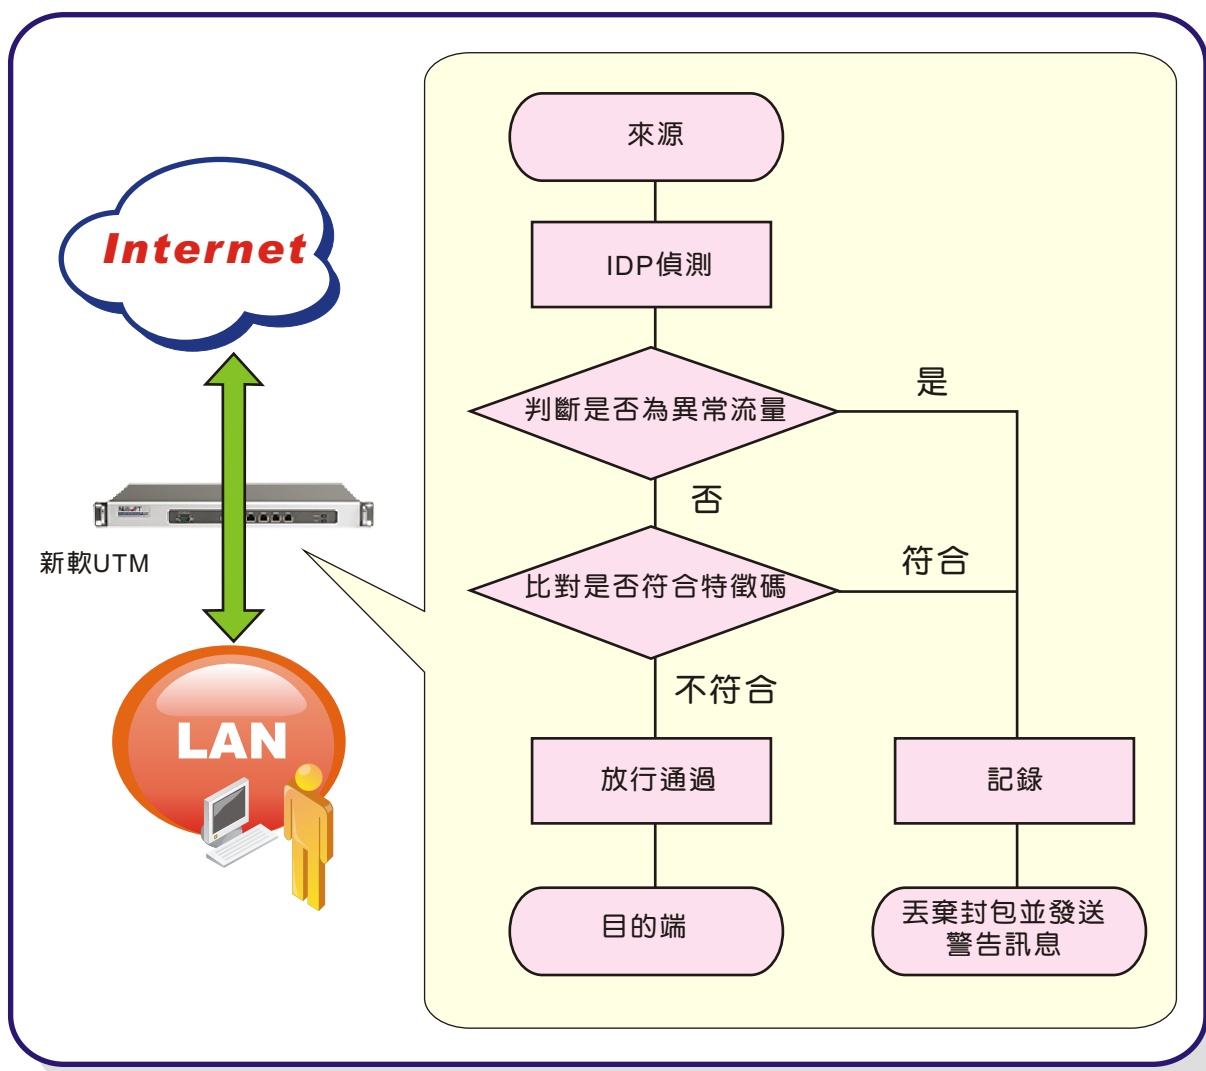 Internet
NUSOFT
新軟UTM
LAN
來源
IDP偵測
判斷是否為異常流量
是
否
比對是否符合特徵碼
符合
不符合
放行通過
記錄
目的端
丟棄封包並發送
警告訊息